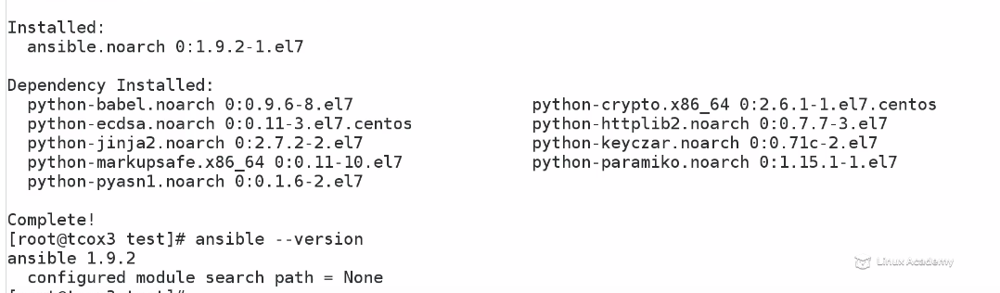 Installed:
ansible.noarch 0:1.9.2-1.el7
Dependency Installed:
python-babel.noarch 0:0.9.6-8.el7 python-crypto.x86_64 0:2.6.1-1.el7.centos
python-ecdsa.noarch 0:0.11-3.el7.centos python-httplib2.noarch 0:0.7.7-3.el7
python-jinja2.noarch 0:2.7.2-2.el7 python-keyczar.noarch 0:0.71c-2.el7
python-markupsafe.x86_64 0:0.11-10.el7 python-paramiko.noarch 0:1.15.1-1.el7
python-pyasn1.noarch 0:0.1.6-2.el7
Complete!
[root@tcox3 test]# ansible --version
ansible 1.9.2
configured module search path = None
Linux Academy
[root@tcox3 test]#